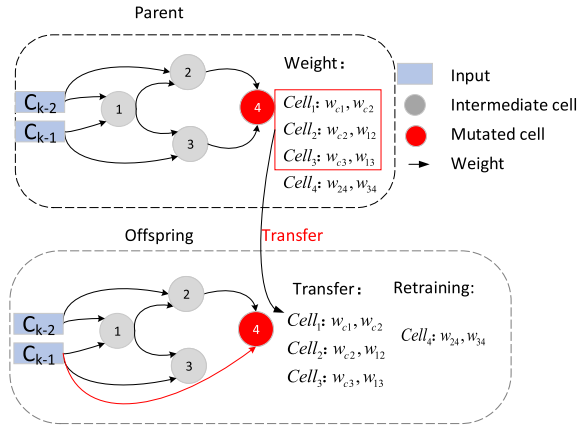 Parent
Weight：
C_{k-2}
C_{k-1}
1
2
3
4
Cell_1: w_{c1}, w_{c2}
Cell_2: w_{c2}, w_{12}
Cell_3: w_{c3}, w_{13}
Cell_4: w_{24}, w_{34}
Input
Intermediate cell
Mutated cell
Weight
Offspring
Transfer
C_{k-2}
C_{k-1}
1
2
3
4
Transfer：
Cell_1: w_{c1}, w_{c2}
Cell_2: w_{c2}, w_{12}
Cell_3: w_{c3}, w_{13}
Retraining:
Cell_4: w_{24}, w_{34}